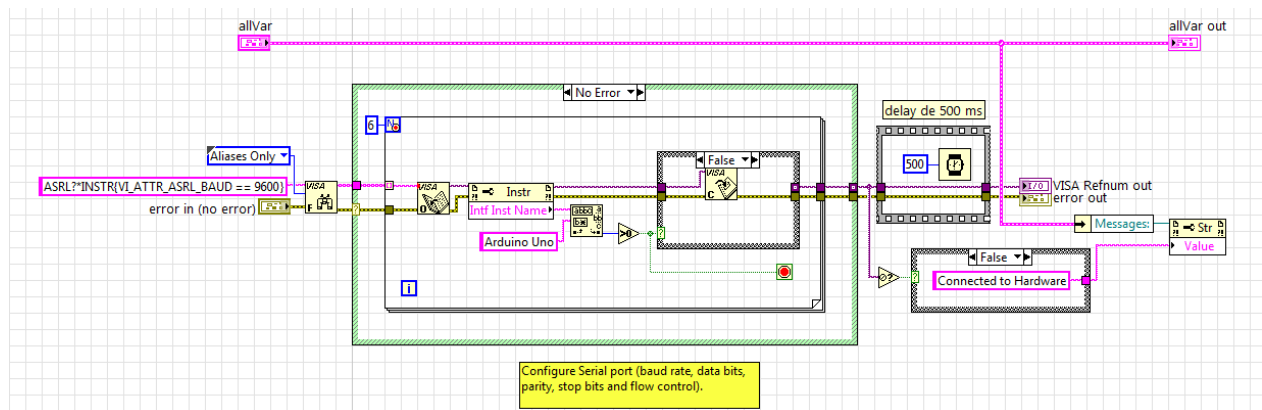 allVar
allVar out
No Error
delay de 500 ms
6
N
Aliases Only
False
500
VISA
ASRL?*INSTR{VI_ATTR_ASRL_BAUD == 9600}
VISA
F
VISA
O
Instr
C
I/O
VISA Refnum out
error in (no error)
Intf Inst Name
error out
Messages:
Str
Arduino Uno
>0
?
Value
False
i
Connected to Hardware
Configure Serial port (baud rate, data bits,
parity, stop bits and flow control).